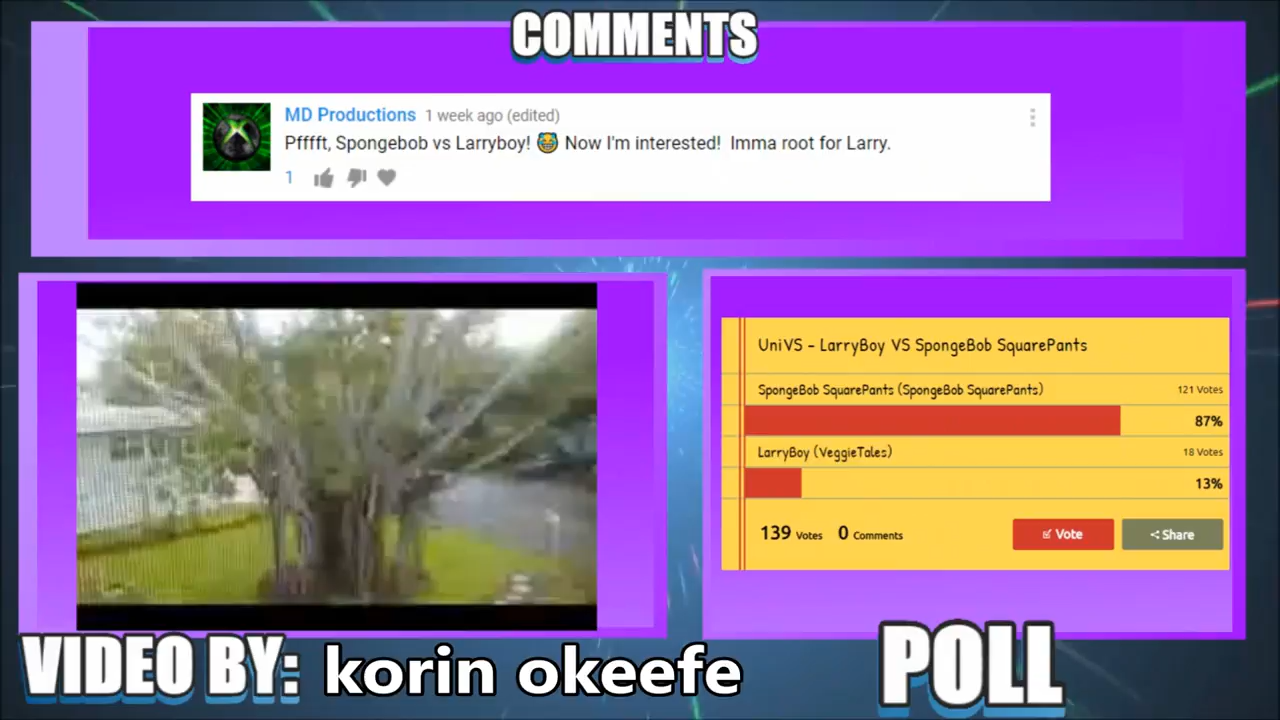 COMMENTS
MD Productions 1 week ago (edited)
Pfffft, Spongebob vs Larryboy! 😹 Now I'm interested! Imma root for Larry.
1
UniVS - LarryBoy VS SpongeBob SquarePants
SpongeBob SquarePants (SpongeBob SquarePants) 121 Votes
87%
LarryBoy (VeggieTales) 18 Votes
13%
139 Votes 0 Comments Vote Share
VIDEO BY: korin okeefe
POLL